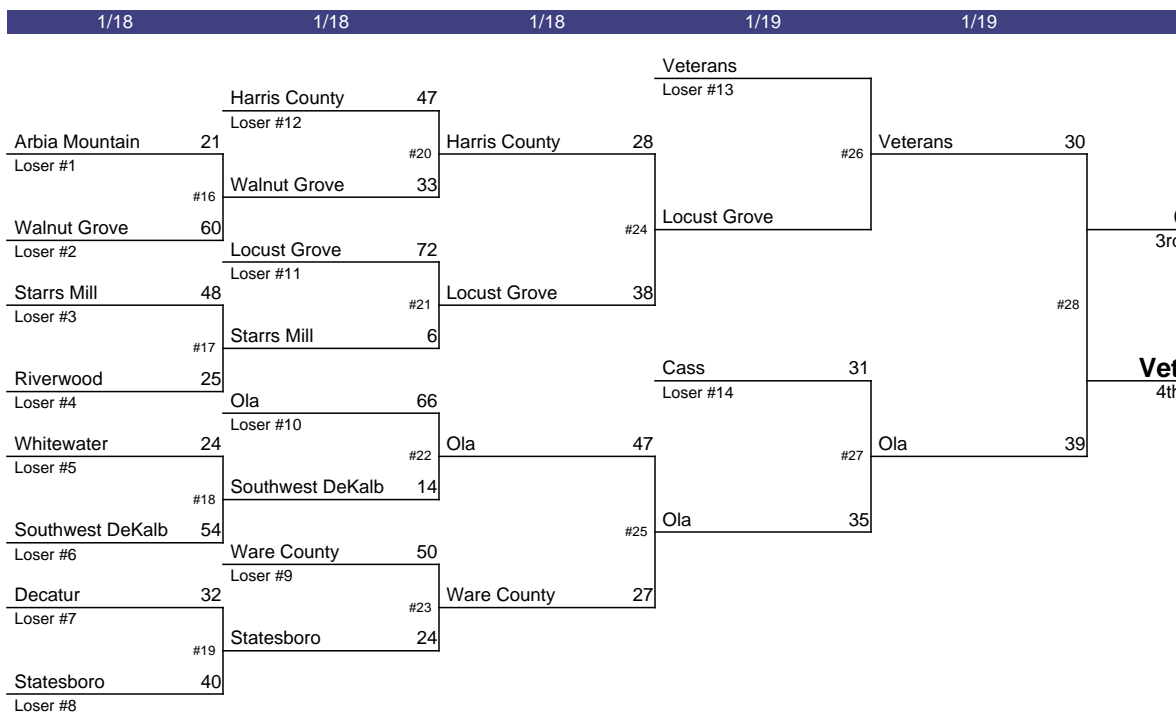 1/18 1/18 1/18 1/19 1/19
Veterans
Loser #13
Harris County 47
Loser #12
Arbia Mountain 21
Loser #1
#20
Harris County 28
#26
Veterans 30
#16
Walnut Grove 33
Walnut Grove 60
Loser #2
#24
Locust Grove
Locust Grove 72
Loser #11
Starrs Mill 48
Loser #3
#21
Locust Grove 38
#28
#17
Starrs Mill 6
Riverwood 25
Loser #4
Cass 31
Loser #14
Ola 66
Loser #10
Whitewater 24
Loser #5
#22
Ola 47
#27
Ola 39
#18
Southwest DeKalb 14
Southwest DeKalb 54
Loser #6
#25
Ola 35
Ware County 50
Loser #9
Decatur 32
Loser #7
#23
Ware County 27
#19
Statesboro 24
Statesboro 40
Loser #8